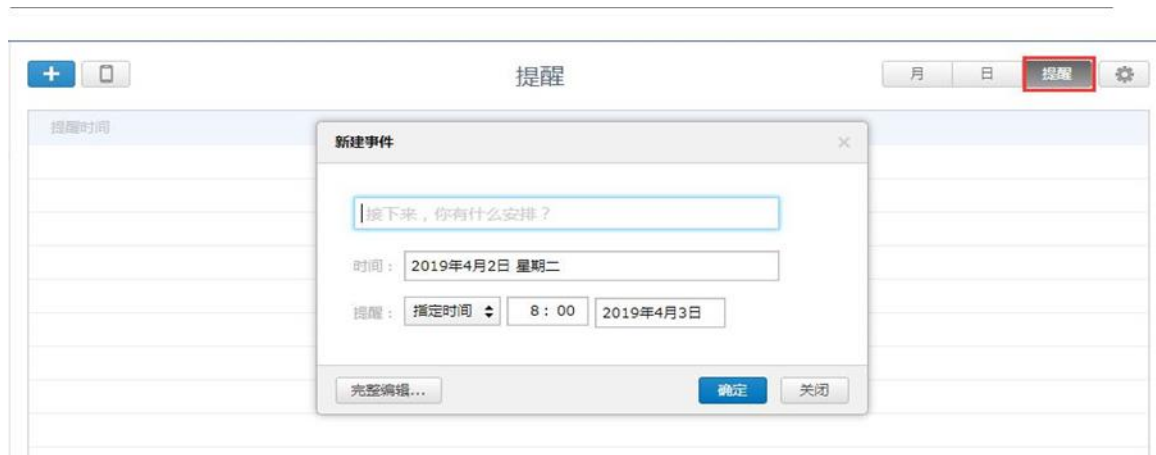 提醒
月 日 提醒
提醒时间
新建事件
接下来，你有什么安排？
时间： 2019年4月2日 星期二
提醒： 指定时间 8： 00 2019年4月3日
完整编辑... 确定 关闭